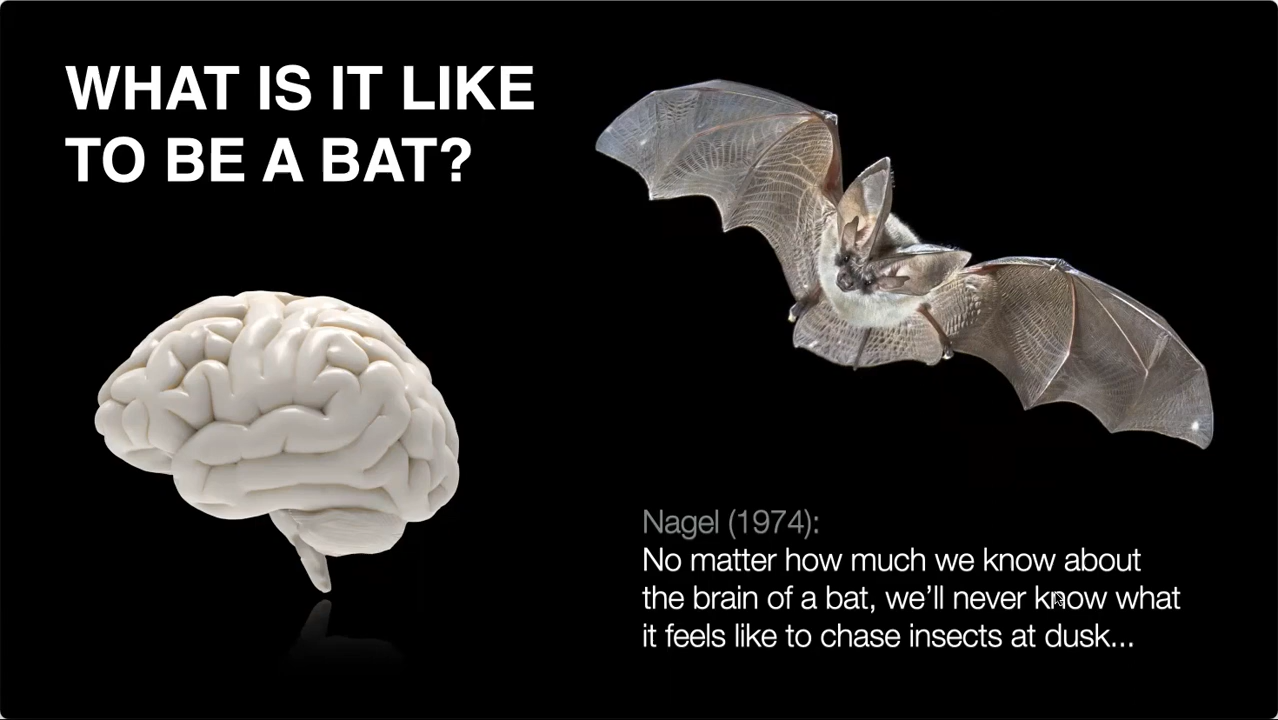 WHAT IS IT LIKE
TO BE A BAT?
Nagel (1974):
No matter how much we know about
the brain of a bat, we’ll never know what
it feels like to chase insects at dusk...